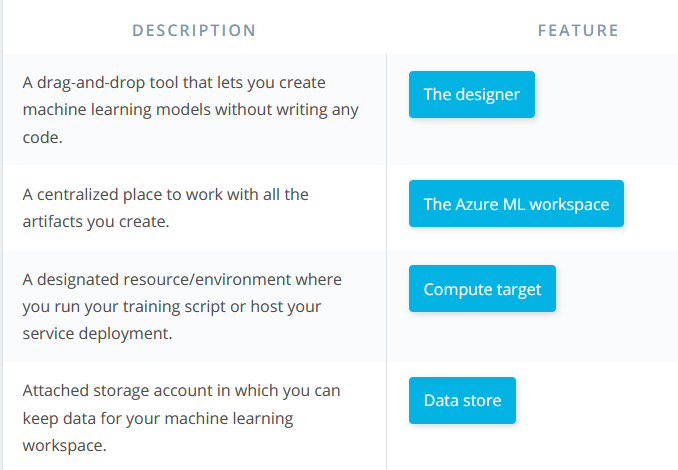 DESCRIPTION FEATURE
A drag-and-drop tool that lets you create
machine learning models without writing any
code.
The designer
A centralized place to work with all the
artifacts you create.
The Azure ML workspace
A designated resource/environment where
you run your training script or host your
service deployment.
Compute target
Attached storage account in which you can
keep data for your machine learning
workspace.
Data store